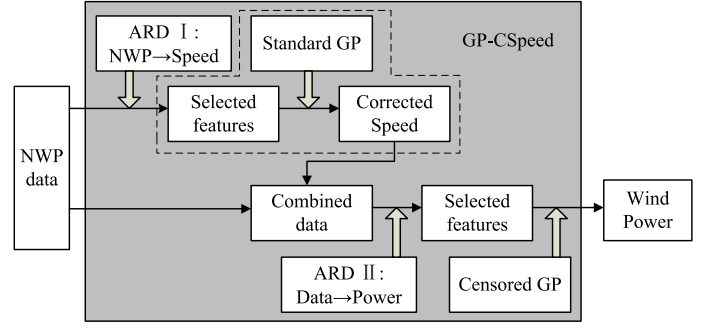 ARD Ⅰ:
NWP→Speed
Standard GP
GP-CSpeed
Selected
features
Corrected
Speed
NWP
data
Combined
data
Selected
features
Wind
Power
ARD Ⅱ:
Data→Power
Censored GP